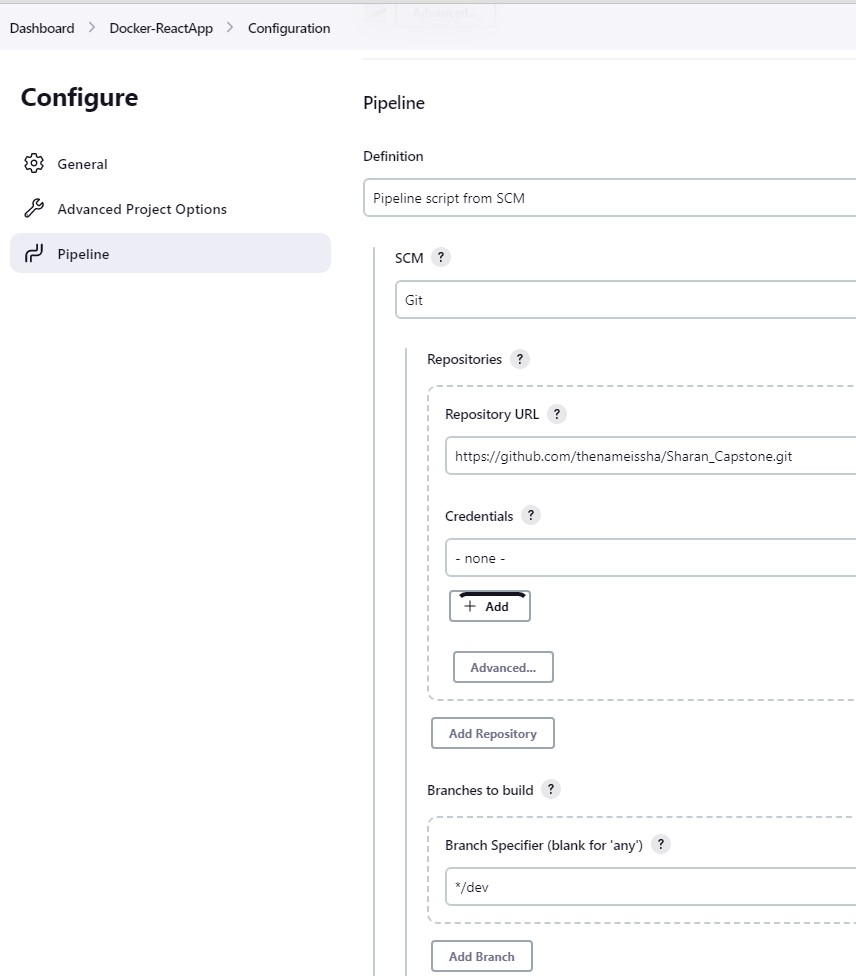 Advanced...
Dashboard > Docker-ReactApp > Configuration
Configure
General
Advanced Project Options
Pipeline
Pipeline
Definition
Pipeline script from SCM
SCM ?
Git
Repositories ?
Repository URL ?
https://github.com/thenameissha/Sharan_Capstone.git
Credentials ?
- none -
+ Add
Advanced...
Add Repository
Branches to build ?
Branch Specifier (blank for 'any') ?
*/dev
Add Branch